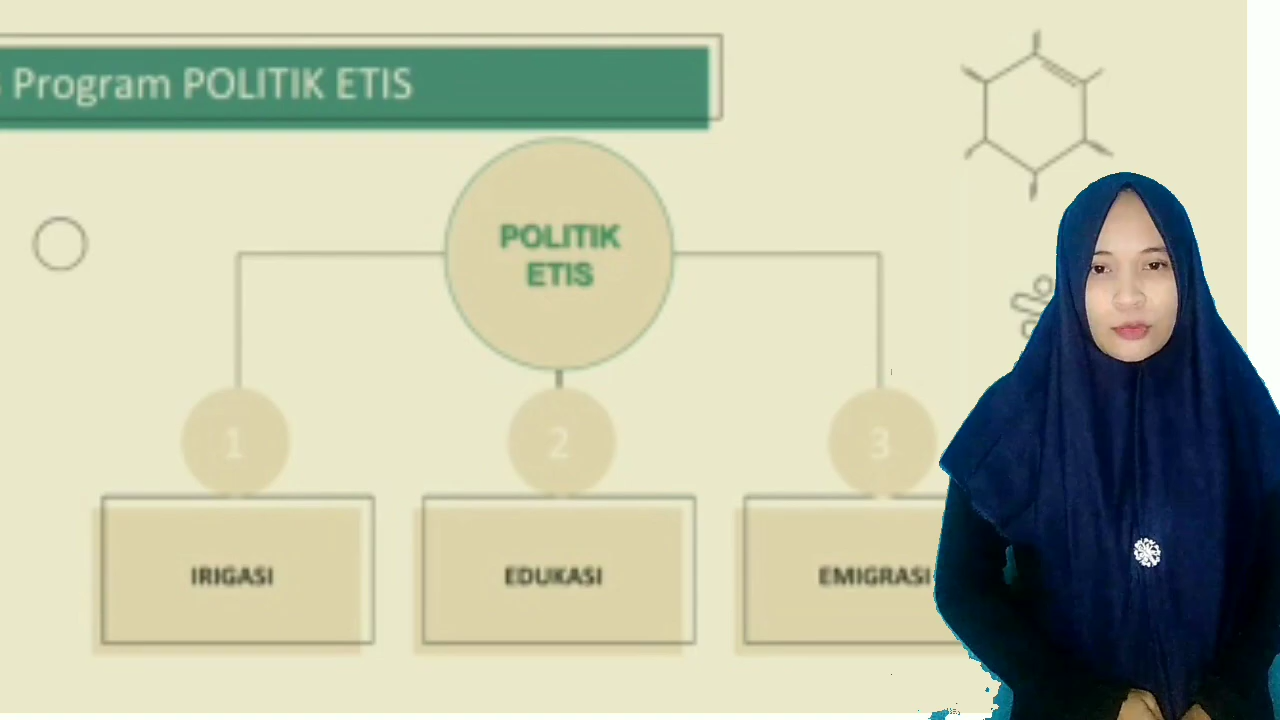 Program POLITIK ETIS
POLITIK
ETIS
1
2
3
IRIGASI
EDUKASI
EMIGRASI